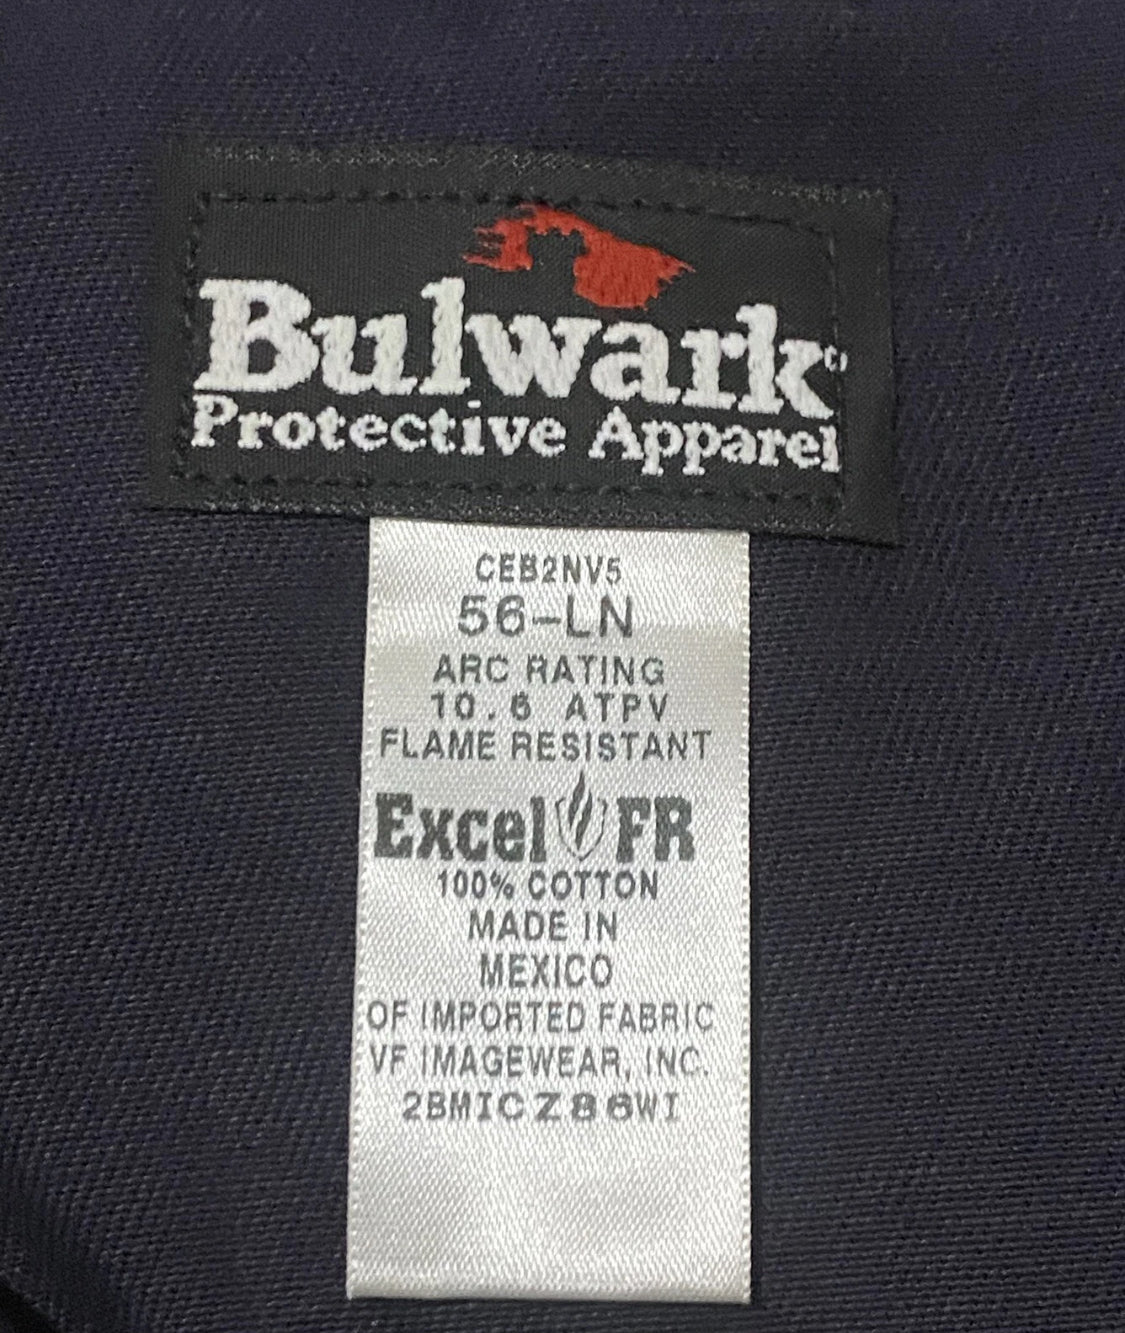 Bulwark
Protective Apparel
CEB2NV5
56-LN
ARC RATING
10.6 ATPV
FLAME RESISTANT
Excel FR
100% COTTON
MADE IN
MEXICO
OF IMPORTED FABRIC
VF IMAGEWEAR, INC.
2BMICZ86WI